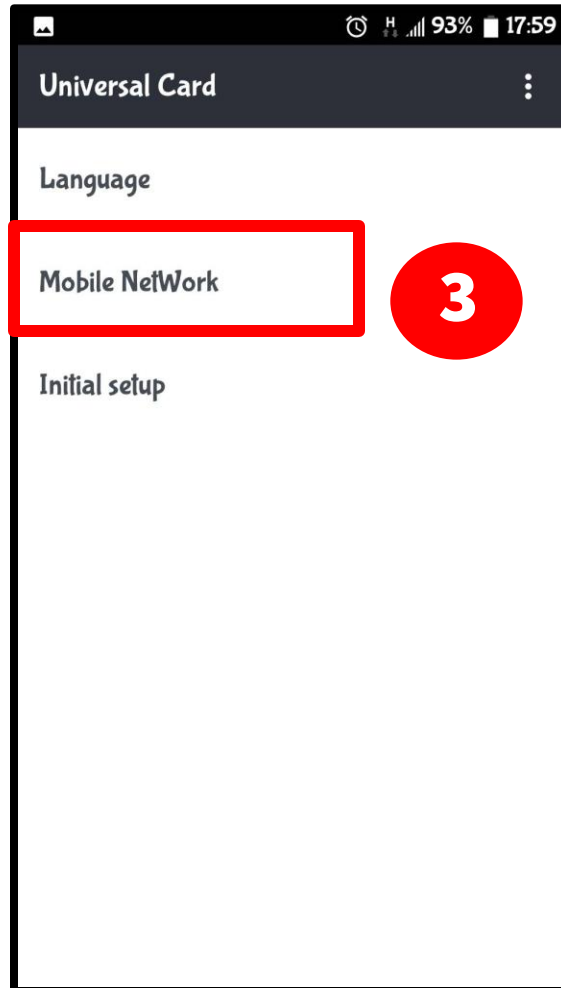 H 93% 17:59
Universal Card
Language
Mobile NetWork
3
Initial setup